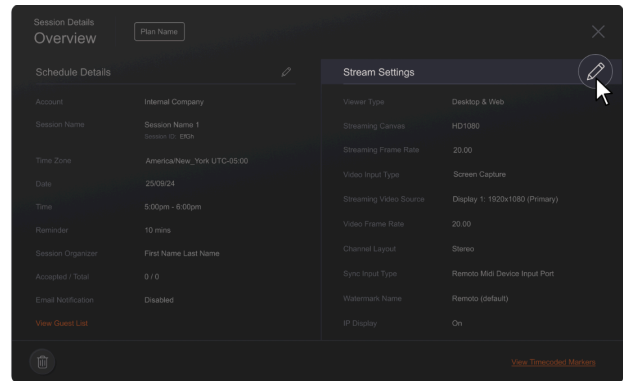 Session Details
Overview
Plan Name
Schedule Details
Account Internal Company
Session Name Session Name 1
Session ID: EfGh
Time Zone America/New_York UTC-05:00
Date 25/09/24
Time 5:00pm - 6:00pm
Reminder 10 mins
Session Organizer First Name Last Name
Accepted / Total 0 / 0
Email Notification Disabled
View Guest List
Stream Settings
Viewer Type Desktop & Web
Streaming Canvas HD1080
Streaming Frame Rate 20.00
Video Input Type Screen Capture
Streaming Video Source Display 1: 1920x1080 (Primary)
Video Frame Rate 20.00
Channel Layout Stereo
Sync Input Type Remoto Midi Device Input Port
Watermark Name Remoto (default)
IP Display On
View Timecoded Markers